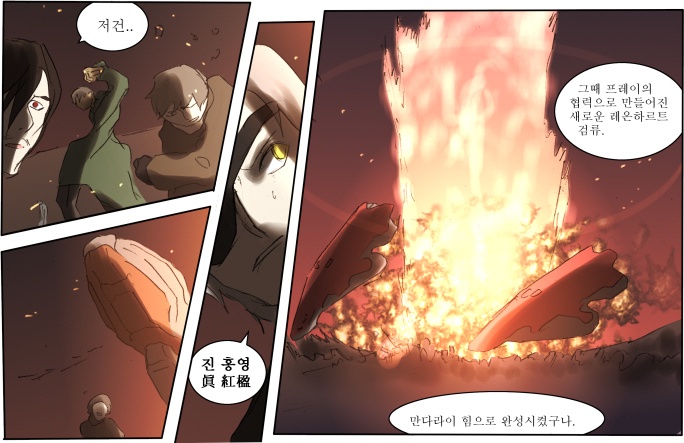 저건..
그때 프레이의
협력으로 만들어진
새로운 레온하르트
검류.
진 홍영
眞 紅楹
만다라이 힘으로 완성시켰구나.